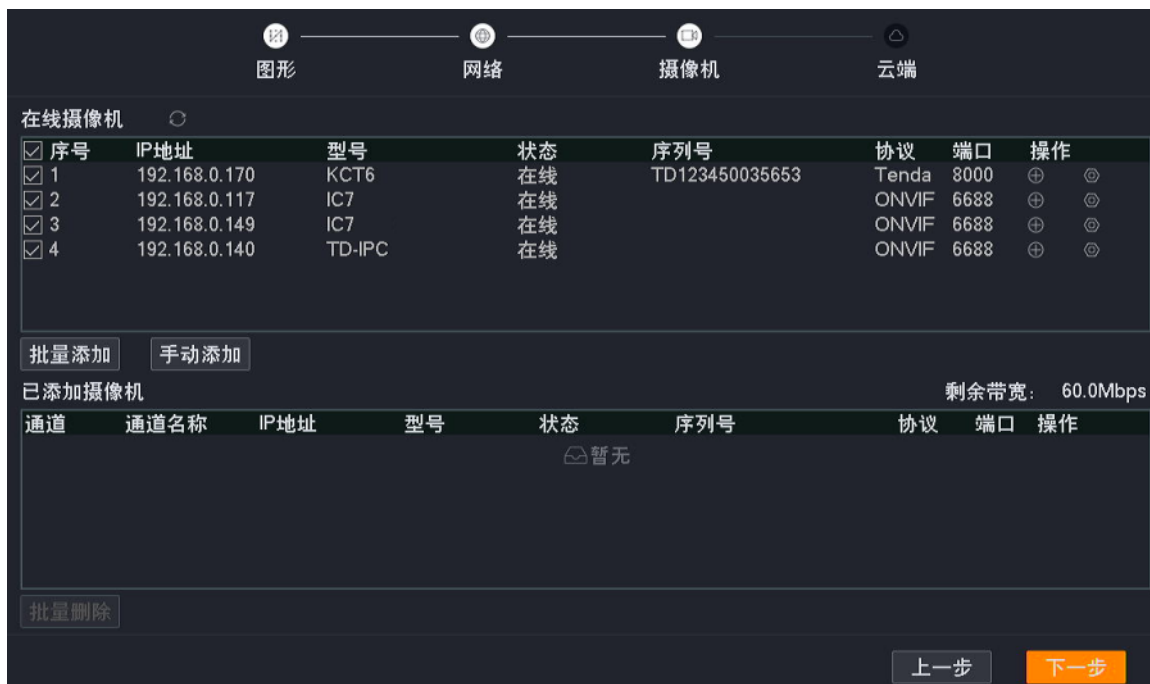 图形 网络 摄像机 云端
在线摄像机
序号 IP地址 型号 状态 序列号 协议 端口 操作
1 192.168.0.170 KCT6 在线 TD123450035653 Tenda 8000
2 192.168.0.117 IC7 在线 ONVIF 6688
3 192.168.0.149 IC7 在线 ONVIF 6688
4 192.168.0.140 TD-IPC 在线 ONVIF 6688
批量添加 手动添加
已添加摄像机 剩余带宽： 60.0Mbps
通道 通道名称 IP地址 型号 状态 序列号 协议 端口 操作
暂无
批量删除
上一步 下一步